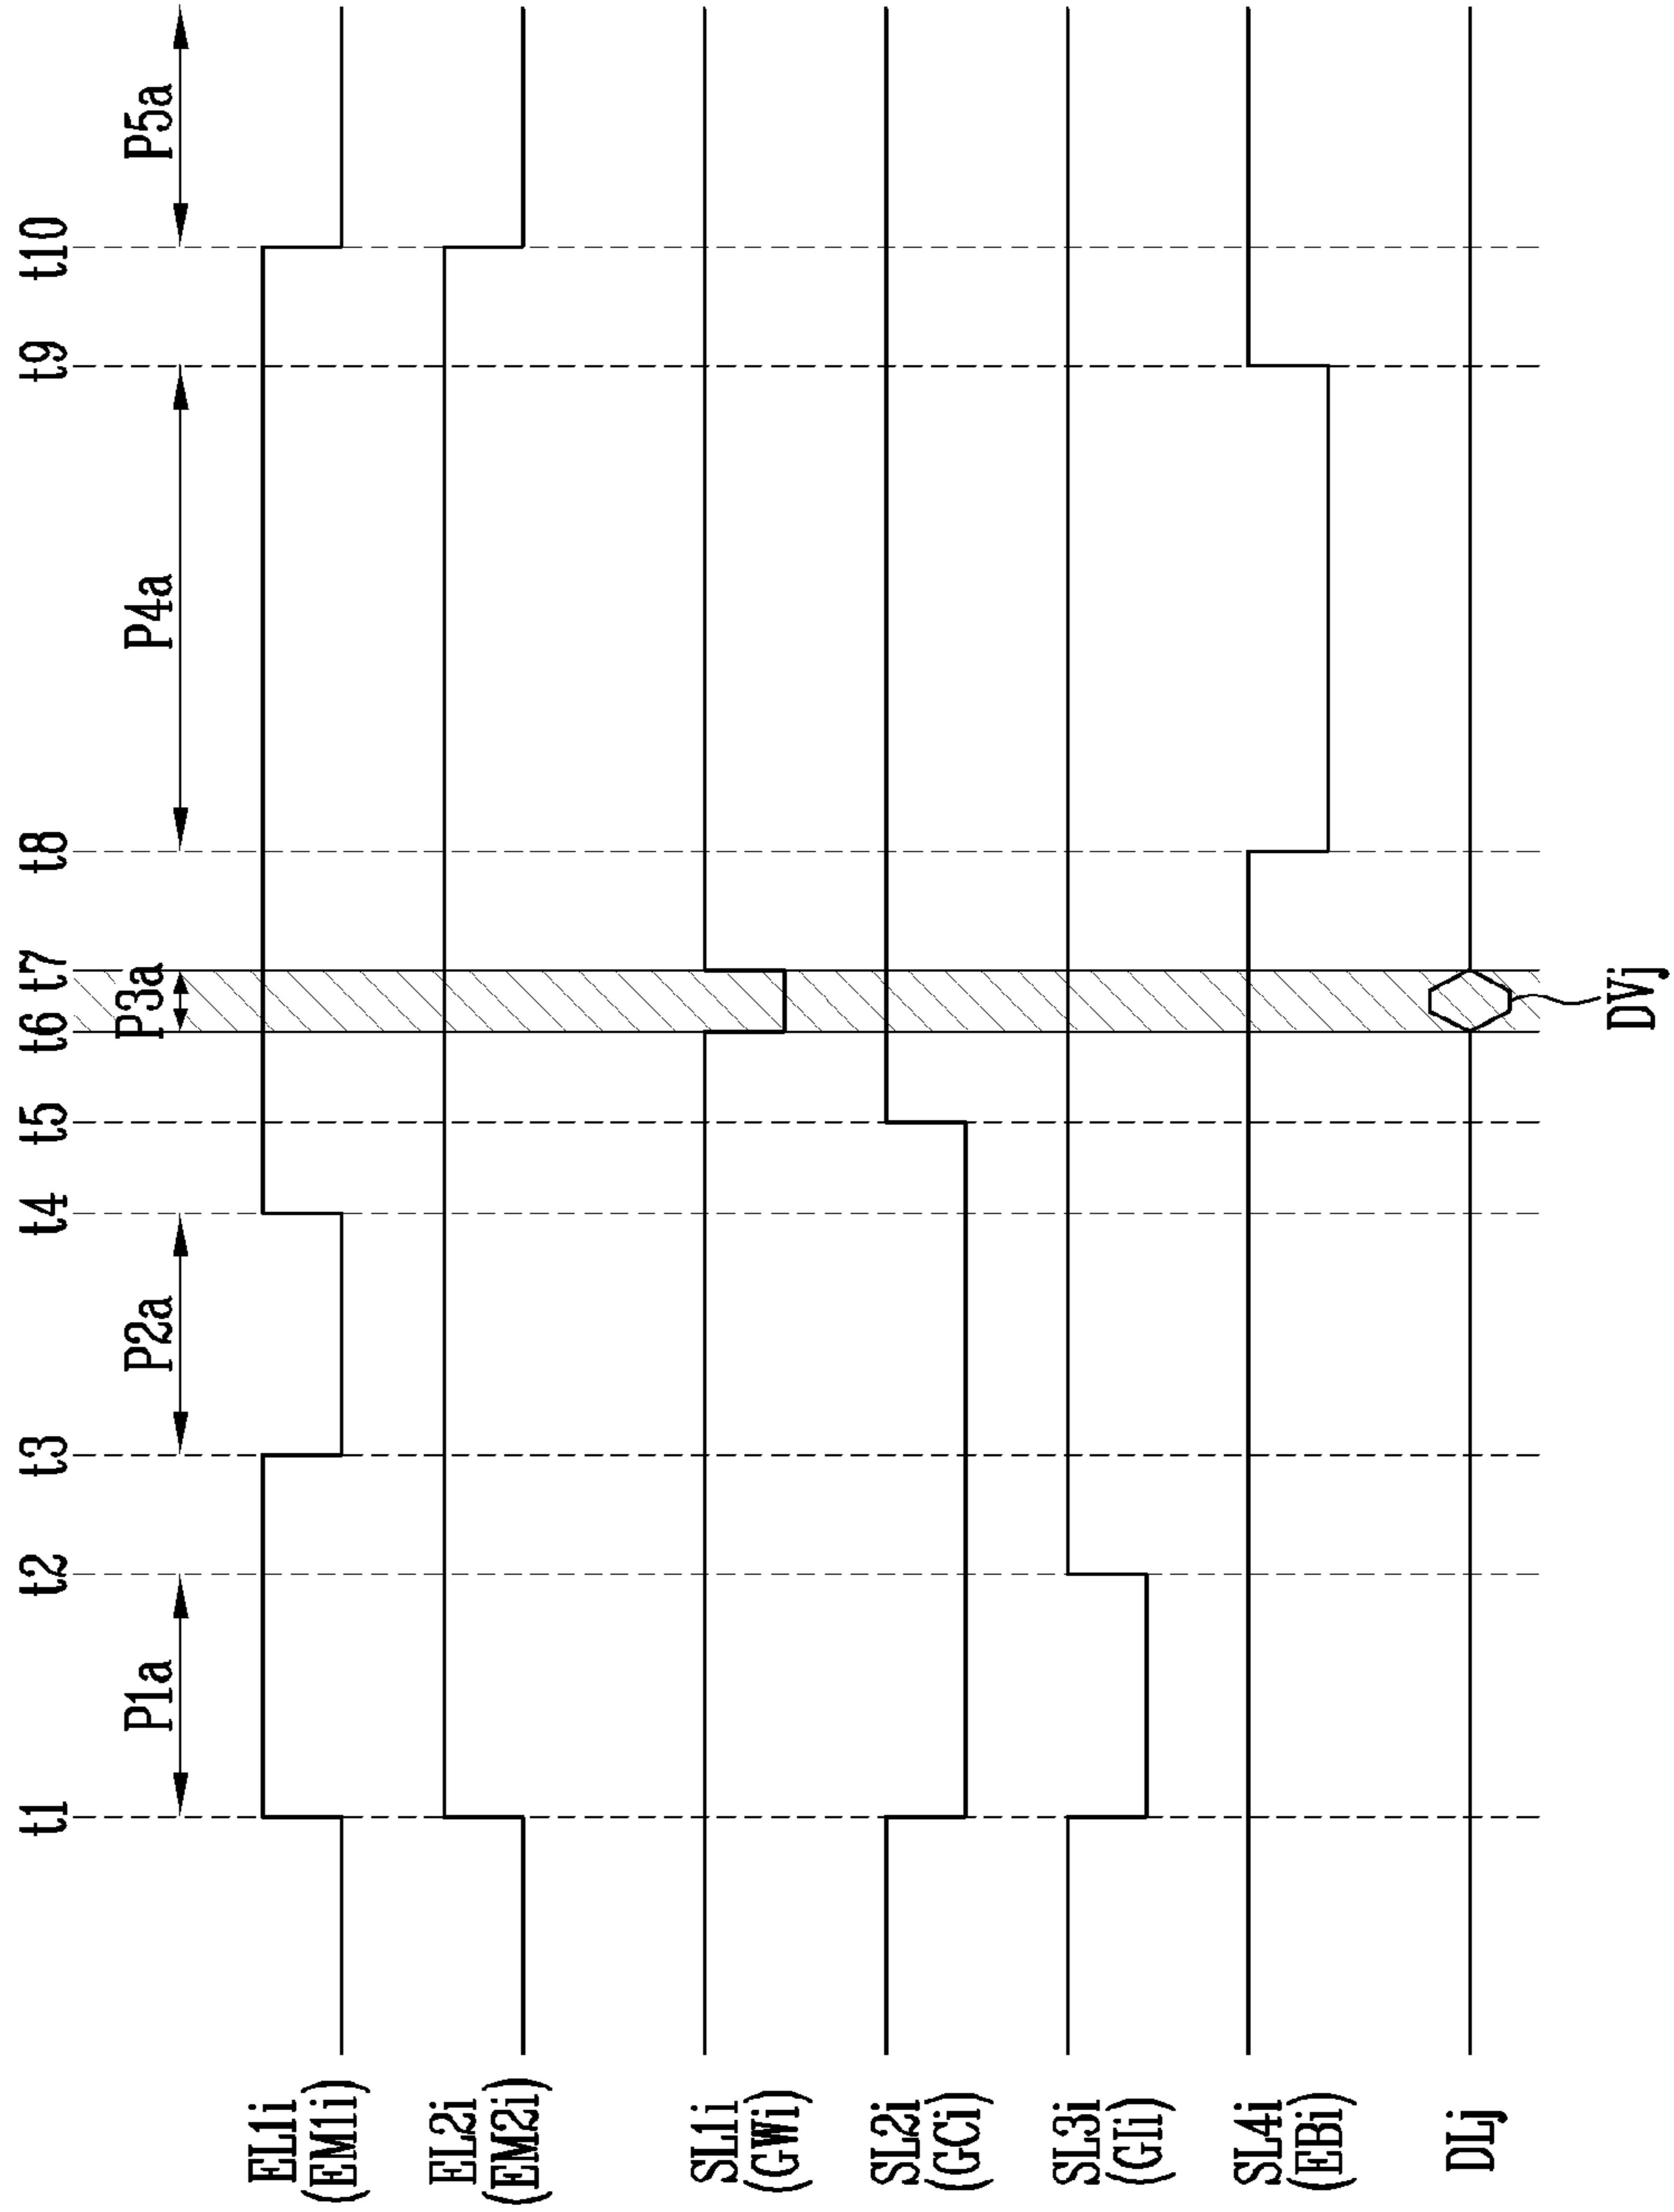 t1 t2 t3 t4 t5 t6 t7 t8 t9 t10
P1a P2a P3a P4a P5a
EL1i
(EM1i)
EL2i
(EM2i)
SL1i
(GWi)
SL2i
(GCi)
SL3i
(GIi)
SL4i
(EBi)
DLj
DVj